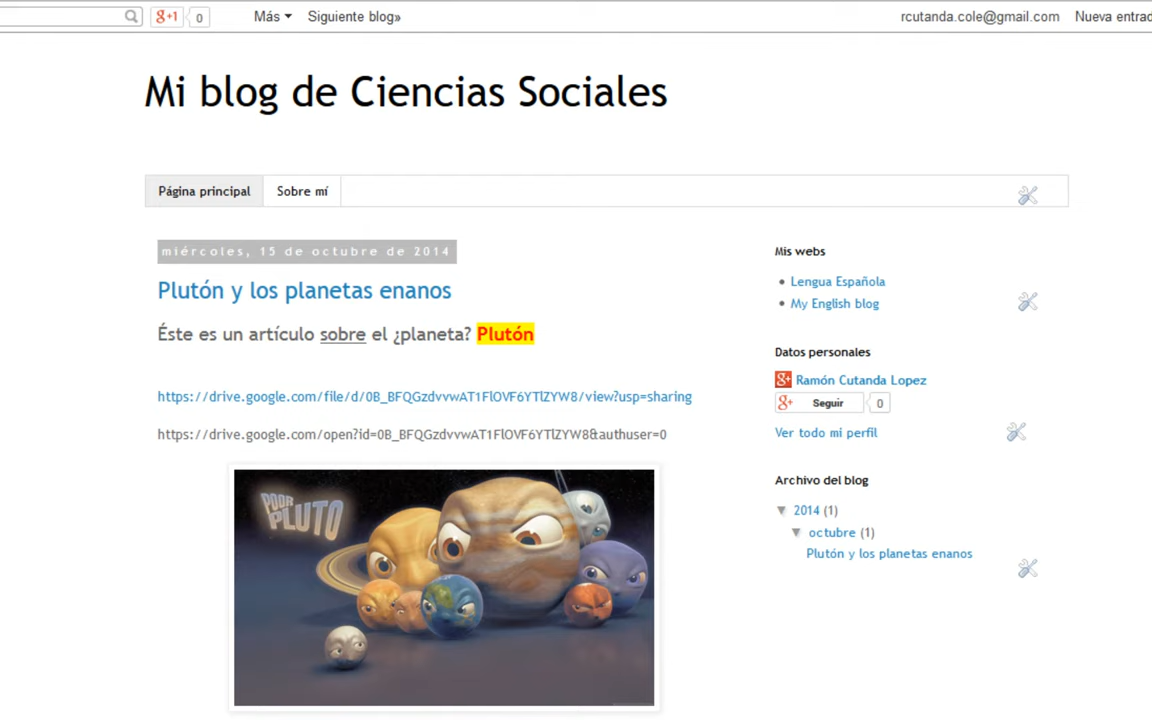 +1 0 Más Siguiente blog» rcutanda.cole@gmail.com Nueva entrad
Mi blog de Ciencias Sociales
Página principal Sobre mí
miércoles, 15 de octubre de 2014
Plutón y los planetas enanos
Éste es un artículo sobre el ¿planeta? Plutón
https://drive.google.com/file/d/0B_BFQGzdvvwAT1FlOVF6YTlZYW8/view?usp=sharing
https://drive.google.com/open?id=0B_BFQGzdvvwAT1FlOVF6YTlZYW8&authuser=0
POOR
PLUTO
Mis webs
Lengua Española
My English blog
Datos personales
Ramón Cutanda Lopez
Seguir 0
Ver todo mi perfil
Archivo del blog
2014 (1)
octubre (1)
Plutón y los planetas enanos